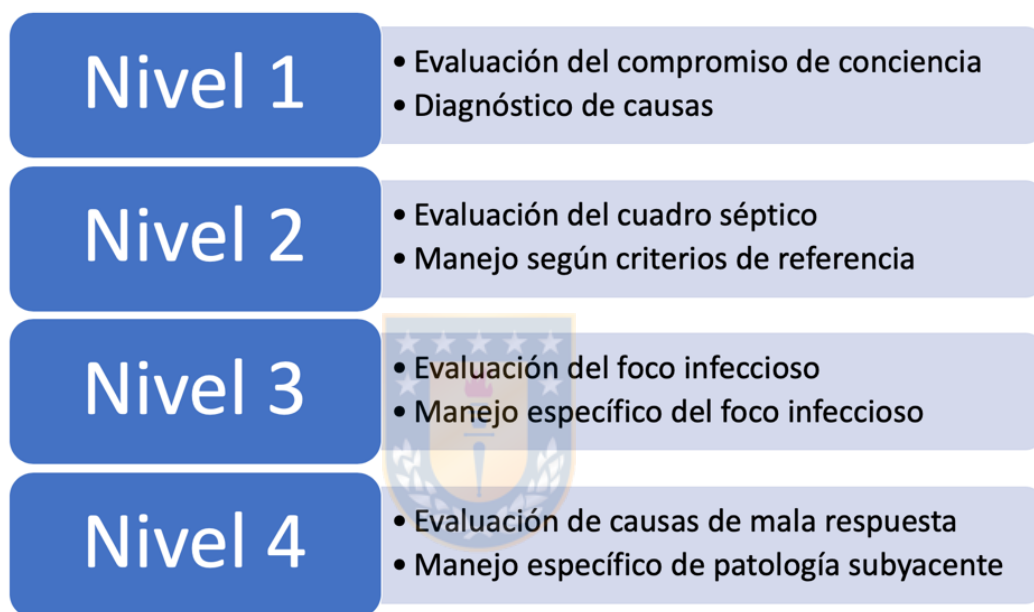 Nivel 1
• Evaluación del compromiso de conciencia
• Diagnóstico de causas
Nivel 2
• Evaluación del cuadro séptico
• Manejo según criterios de referencia
Nivel 3
• Evaluación del foco infeccioso
• Manejo específico del foco infeccioso
Nivel 4
• Evaluación de causas de mala respuesta
• Manejo específico de patología subyacente